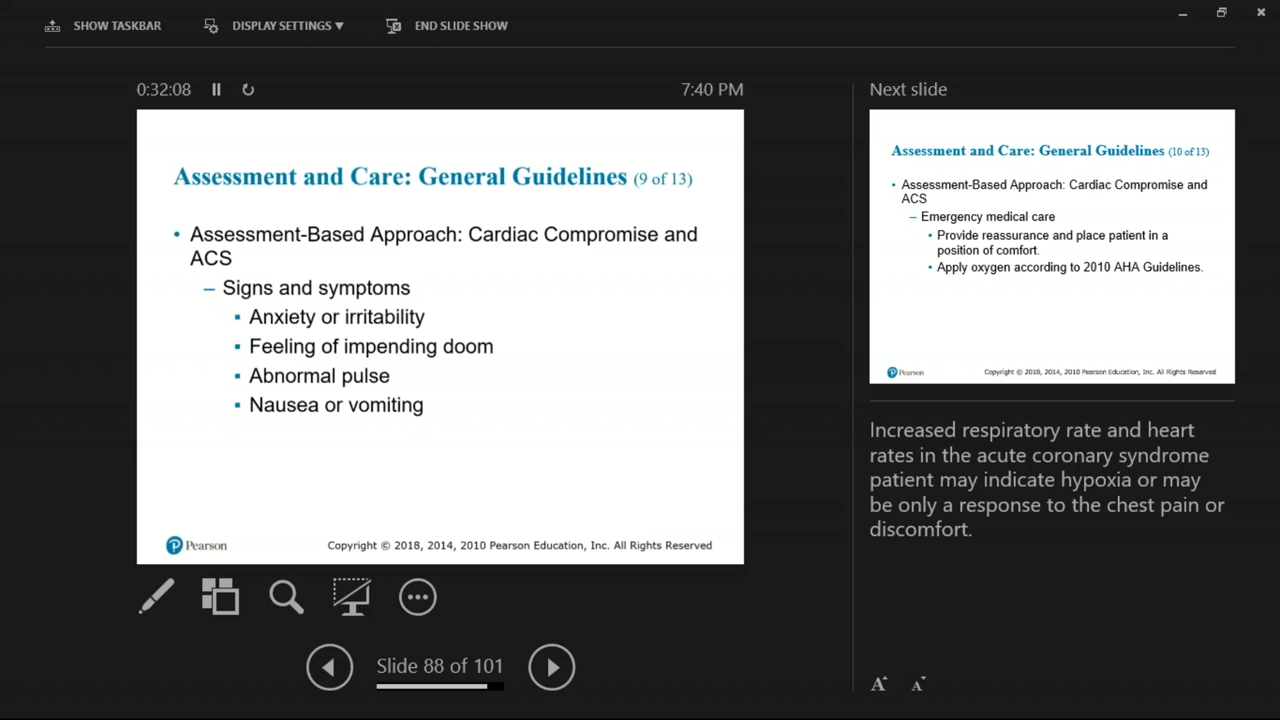 SHOW TASKBAR
DISPLAY SETTINGS ▼
END SLIDE SHOW
0:32:08
7:40 PM
Assessment and Care: General Guidelines (9 of 13)
• Assessment-Based Approach: Cardiac Compromise and
ACS
– Signs and symptoms
▪ Anxiety or irritability
▪ Feeling of impending doom
▪ Abnormal pulse
▪ Nausea or vomiting
Pearson
Copyright © 2018, 2014, 2010 Pearson Education, Inc. All Rights Reserved
Slide 88 of 101
Next slide
Assessment and Care: General Guidelines (10 of 13)
• Assessment-Based Approach: Cardiac Compromise and
ACS
– Emergency medical care
▪ Provide reassurance and place patient in a
position of comfort.
▪ Apply oxygen according to 2010 AHA Guidelines.
Pearson
Copyright © 2018, 2014, 2010 Pearson Education, Inc. All Rights Reserved
Increased respiratory rate and heart
rates in the acute coronary syndrome
patient may indicate hypoxia or may
be only a response to the chest pain or
discomfort.
A A